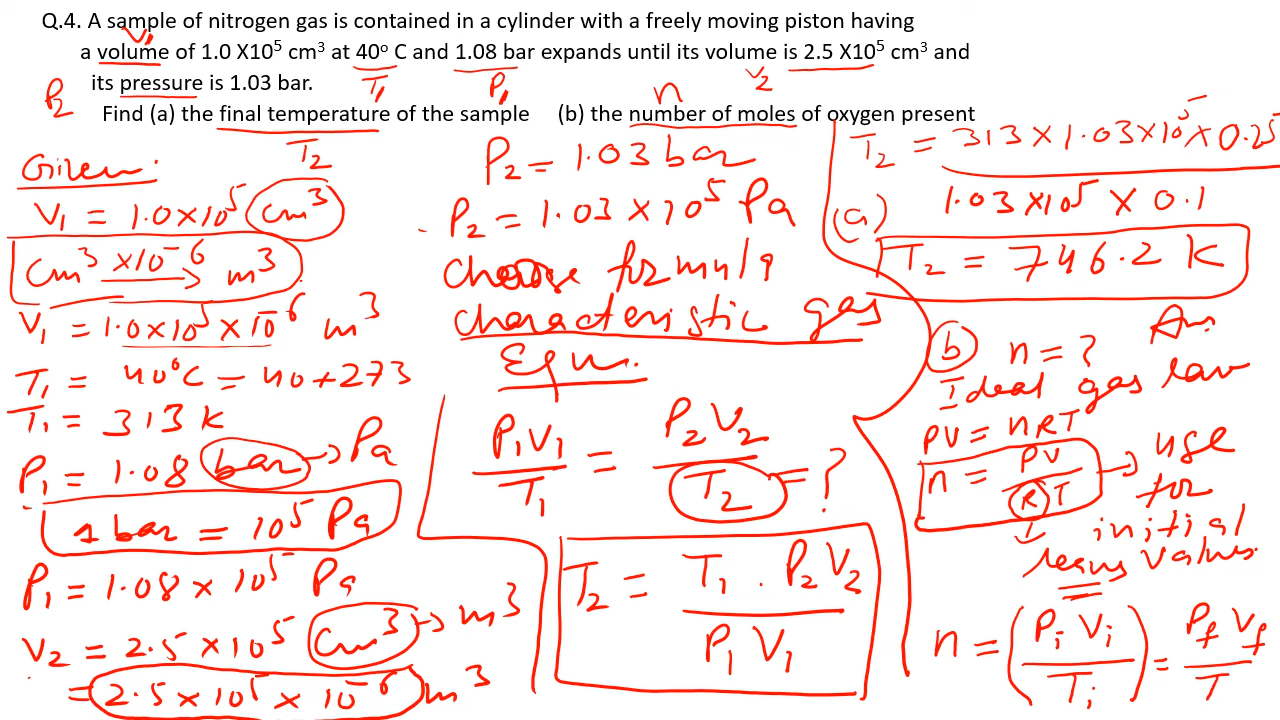 Q.4. A sample of nitrogen gas is contained in a cylinder with a freely moving piston having
V₁
a volume of 1.0 X10⁵ cm³ at 40° C and 1.08 bar expands until its volume is 2.5 X10⁵ cm³ and
T₁ P₁ V₂
its pressure is 1.03 bar.
P₂ n
Find (a) the final temperature of the sample (b) the number of moles of oxygen present
T₂
Given:
V₁ = 1.0 × 10⁵ cm³
cm³ ×10⁻⁶ → m³
V₁ = 1.0 × 10⁵ × 10⁻⁶ m³
T₁ = 40°C = 40 + 273
T₁ = 313 K
P₁ = 1.08 bar → Pa
1 bar = 10⁵ Pa
P₁ = 1.08 × 10⁵ Pa
V₂ = 2.5 × 10⁵ cm³ → m³
= 2.5 × 10⁵ × 10⁻⁶ m³
P₂ = 1.03 bar
P₂ = 1.03 × 10⁵ Pa
choose formula
characteristic gas
Eqn.
P₁V₁ / T₁ = P₂V₂ / T₂ = ?
T₂ = T₁ . P₂V₂ / P₁V₁
T₂ = 313 × 1.03 × 10⁵ × 0.25
1.03 × 10⁵ × 0.1
(a)
T₂ = 746.2 K
Ans
(b) n = ?
Ideal gas law
PV = nRT
n = PV / RT → use
for
initial
values.
n = (Pᵢ Vᵢ / Tᵢ) = P_f V_f / T